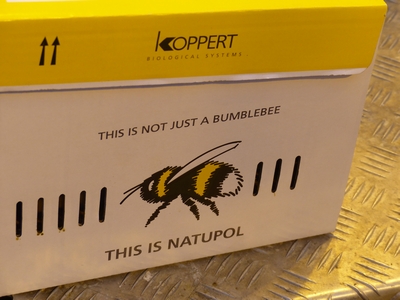 KOPPERT
BIOLOGICAL SYSTEMS
THIS IS NOT JUST A BUMBLEBEE
THIS IS NATUPOL